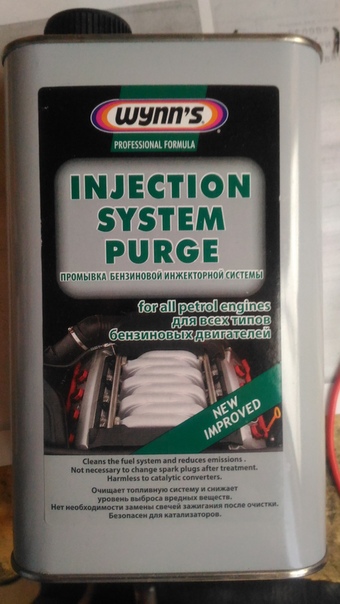 Wynn's
PROFESSIONAL FORMULA
INJECTION
SYSTEM
PURGE
ПРОМЫВКА БЕНЗИНОВОЙ ИНЖЕКТОРНОЙ СИСТЕМЫ
for all petrol engines
для всех типов
бензиновых двигателей
NEW
IMPROVED
Cleans the fuel system and reduces emissions .
Not necessary to change spark plugs after treatment.
Harmless to catalytic converters.
Очищает топливную систему и снижает
уровень выброса вредных веществ.
Нет необходимости замены свечей зажигания после очистки.
Безопасен для катализаторов.